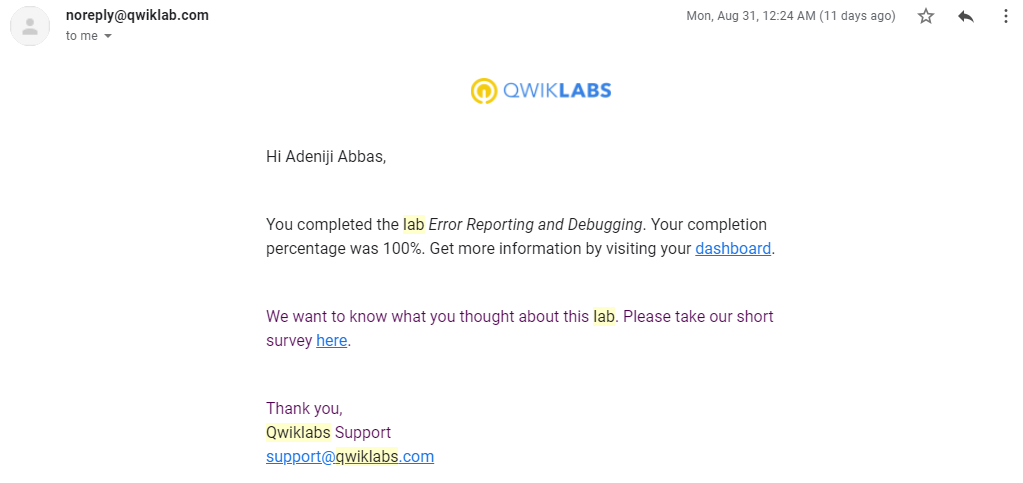 noreply@qwiklab.com
Mon, Aug 31, 12:24 AM (11 days ago)
to me
QWIKLABS
Hi Adeniji Abbas,
You completed the lab Error Reporting and Debugging. Your completion
percentage was 100%. Get more information by visiting your dashboard.
We want to know what you thought about this lab. Please take our short
survey here.
Thank you,
Qwiklabs Support
support@qwiklabs.com